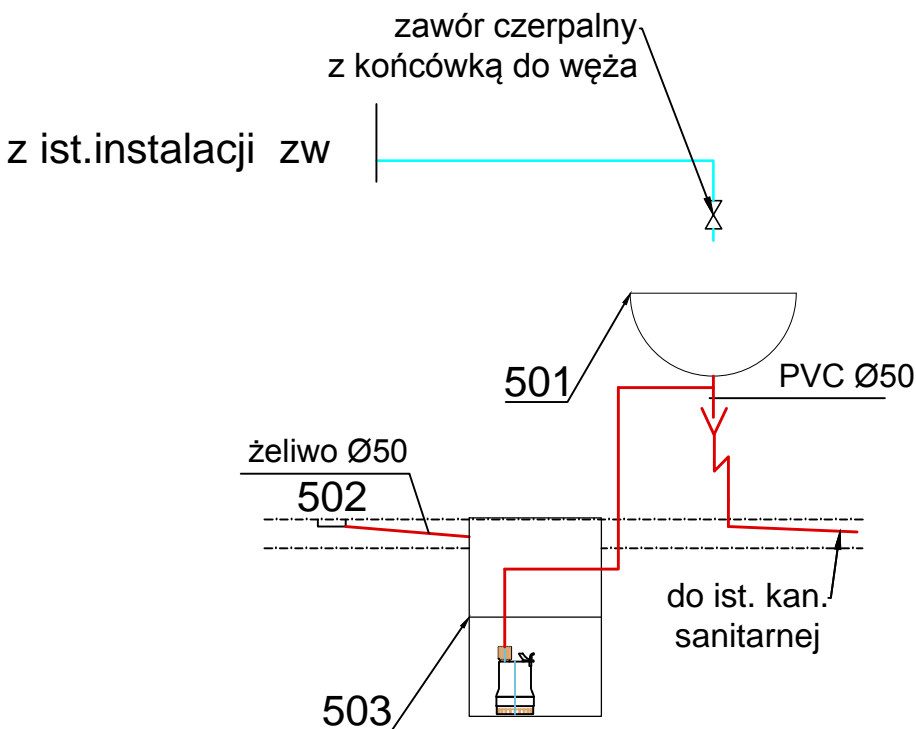 zawór czerpalny
z końcówką do węża
z ist.instalacji zw
501
PVC Ø50
żeliwo Ø50
502
do ist. kan.
sanitarnej
503